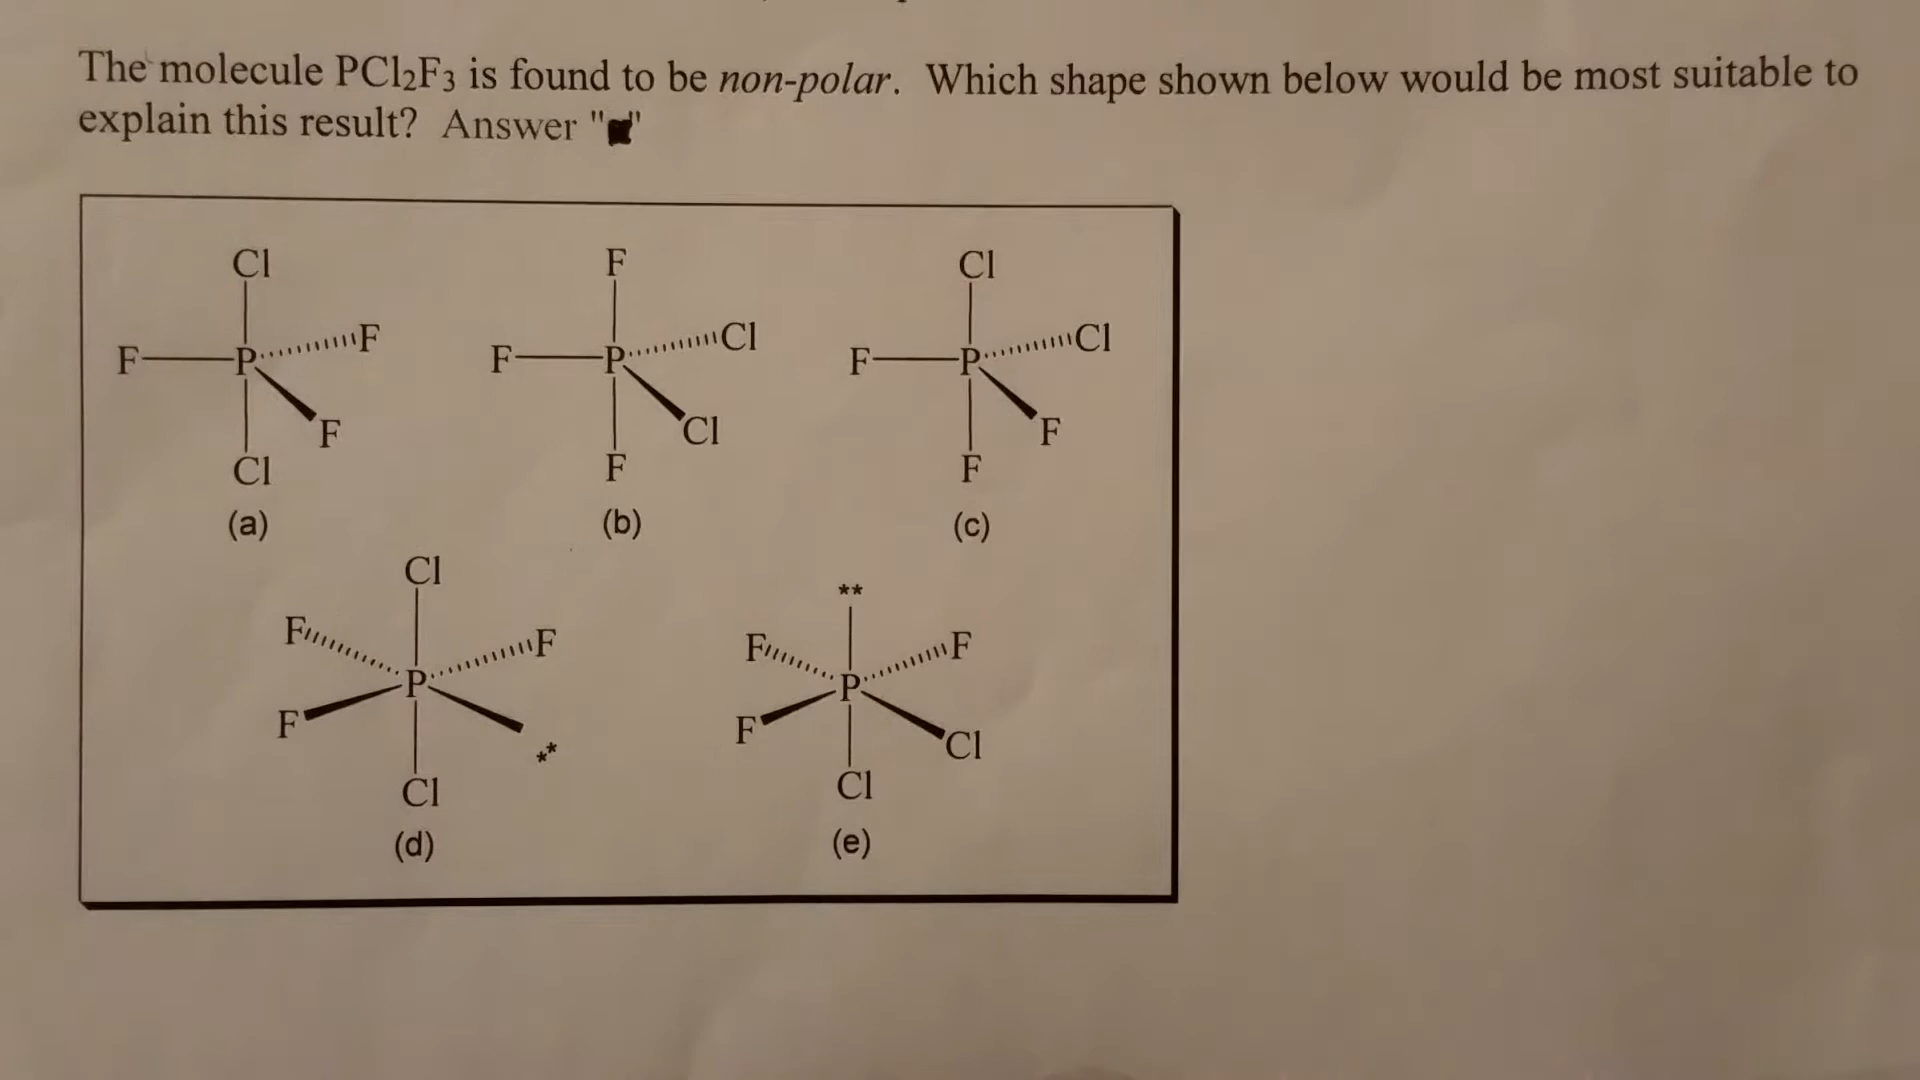 The molecule PCl₂F₃ is found to be non-polar. Which shape shown below would be most suitable to
explain this result? Answer "
Cl F Cl
F P F F P Cl F P Cl
F Cl F
Cl F F
(a) (b) (c)
Cl **
F F F F
P P
F ** F Cl
Cl Cl
(d) (e)